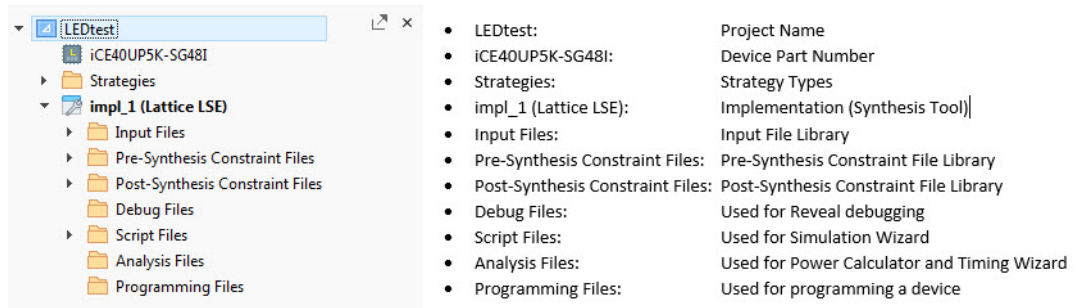 LEDtest
iCE40UP5K-SG48I
Strategies
impl_1 (Lattice LSE)
Input Files
Pre-Synthesis Constraint Files
Post-Synthesis Constraint Files
Debug Files
Script Files
Analysis Files
Programming Files
• LEDtest: Project Name
• iCE40UP5K-SG48I: Device Part Number
• Strategies: Strategy Types
• impl_1 (Lattice LSE): Implementation (Synthesis Tool)
• Input Files: Input File Library
• Pre-Synthesis Constraint Files: Pre-Synthesis Constraint File Library
• Post-Synthesis Constraint Files: Post-Synthesis Constraint File Library
• Debug Files: Used for Reveal debugging
• Script Files: Used for Simulation Wizard
• Analysis Files: Used for Power Calculator and Timing Wizard
• Programming Files: Used for programming a device